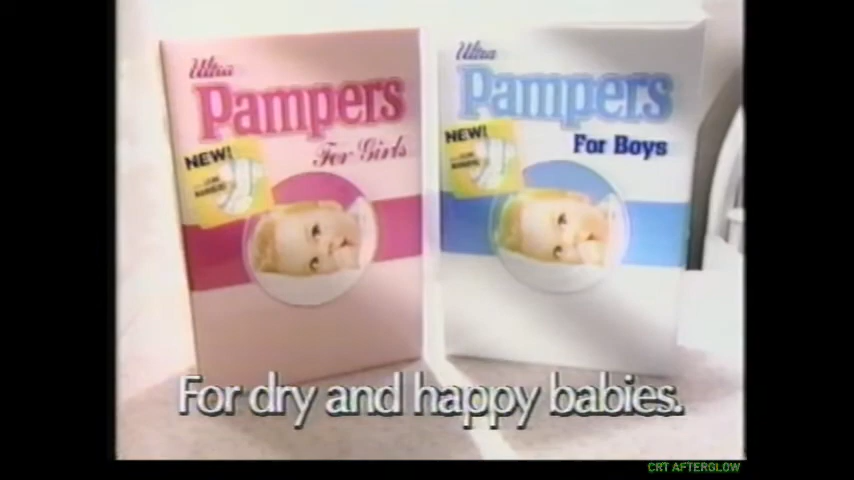 Ultra
Pampers
For Girls
NEW!
Ultra
Pampers
For Boys
NEW!
For dry and happy babies.
CRT AFTERGLOW